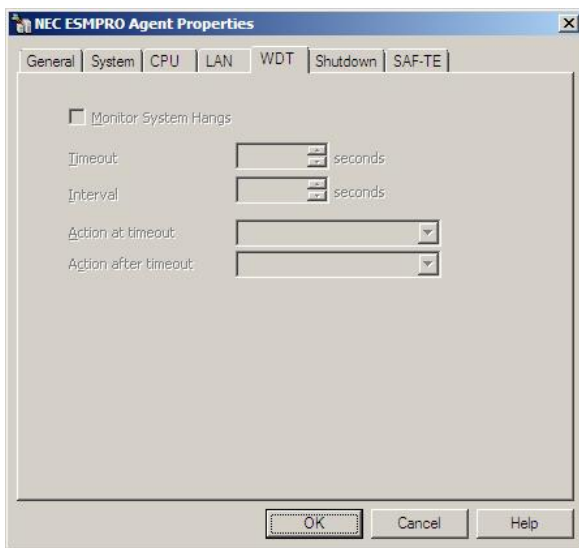 NEC ESMPRO Agent Properties
General System CPU LAN WDT Shutdown SAF-TE
Monitor System Hangs
Timeout seconds
Interval seconds
Action at timeout
Action after timeout
OK Cancel Help